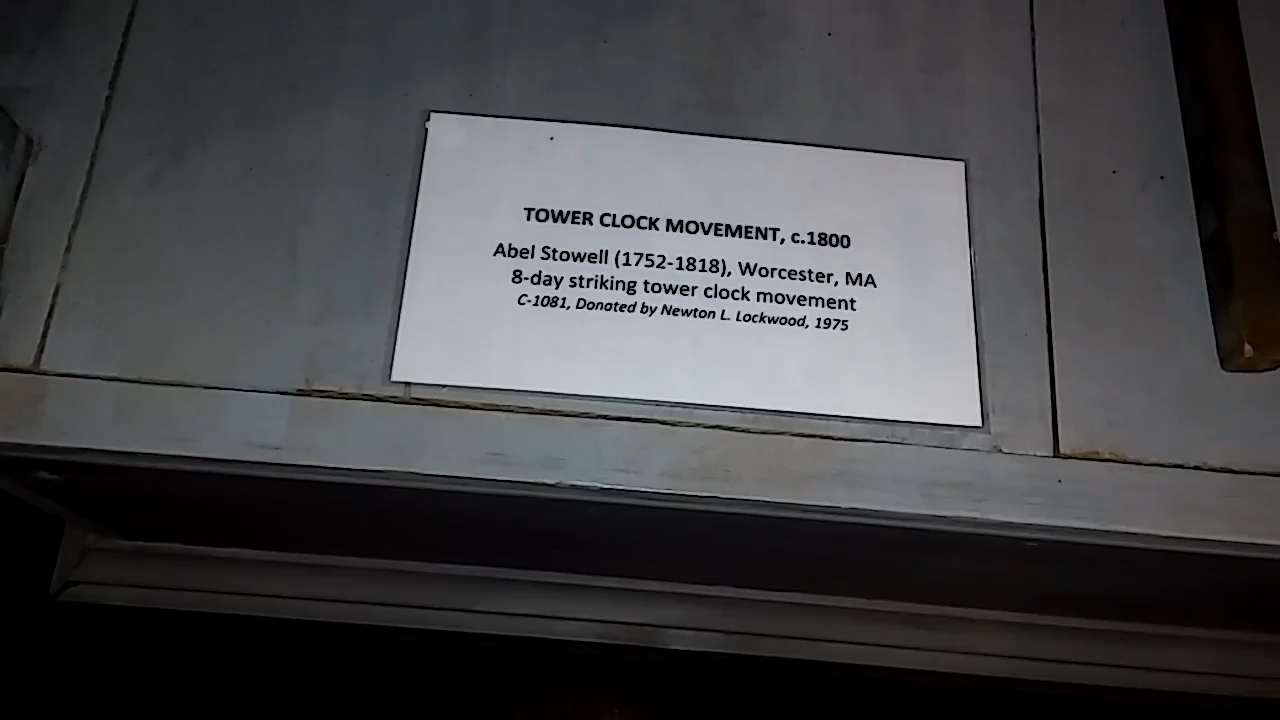 TOWER CLOCK MOVEMENT, c.1800
Abel Stowell (1752-1818), Worcester, MA
8-day striking tower clock movement
C-1081, Donated by Newton L. Lockwood, 1975